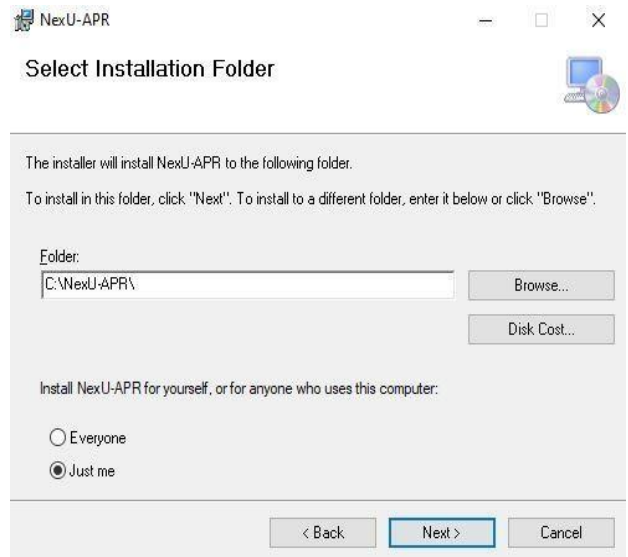 NexU-APR
Select Installation Folder
The installer will install NexU-APR to the following folder.
To install in this folder, click "Next". To install to a different folder, enter it below or click "Browse".
Folder:
C:\NexU-APR\
Browse...
Disk Cost...
Install NexU-APR for yourself, or for anyone who uses this computer:
Everyone
Just me
< Back
Next >
Cancel